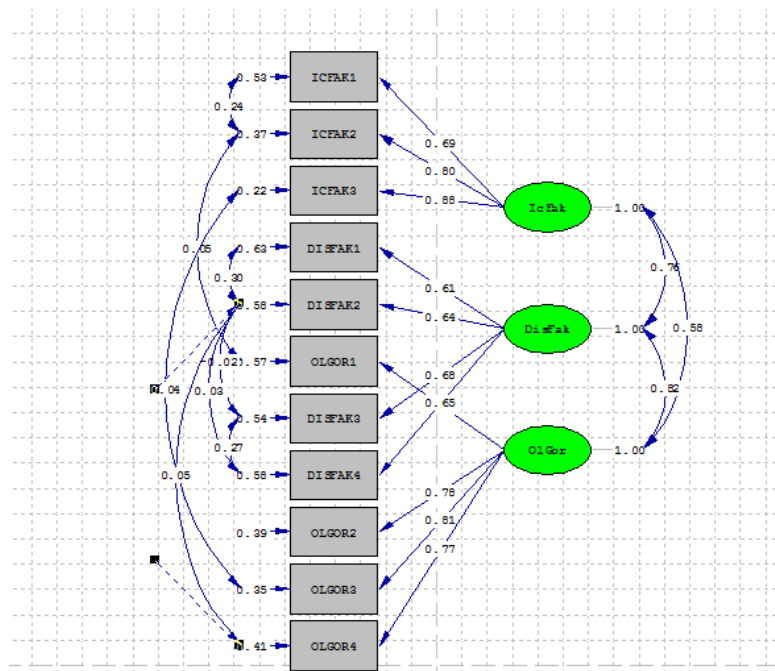 0.53 ICFAK1
0.24
0.37 ICFAK2
0.69
0.80
0.22 ICFAK3
0.88
IcFak 1.00
0.05
0.63 DISFAK1
0.30
0.61
0.76
0.58 DISFAK2
0.64
DisFak 1.00
0.58
-0.02
0.57 OLGOR1
0.68
0.04
0.03
0.65
0.82
0.54 DISFAK3
0.27
OlGor 1.00
0.05
0.58 DISFAK4
0.78
0.81
0.39 OLGOR2
0.77
0.35 OLGOR3
0.41 OLGOR4